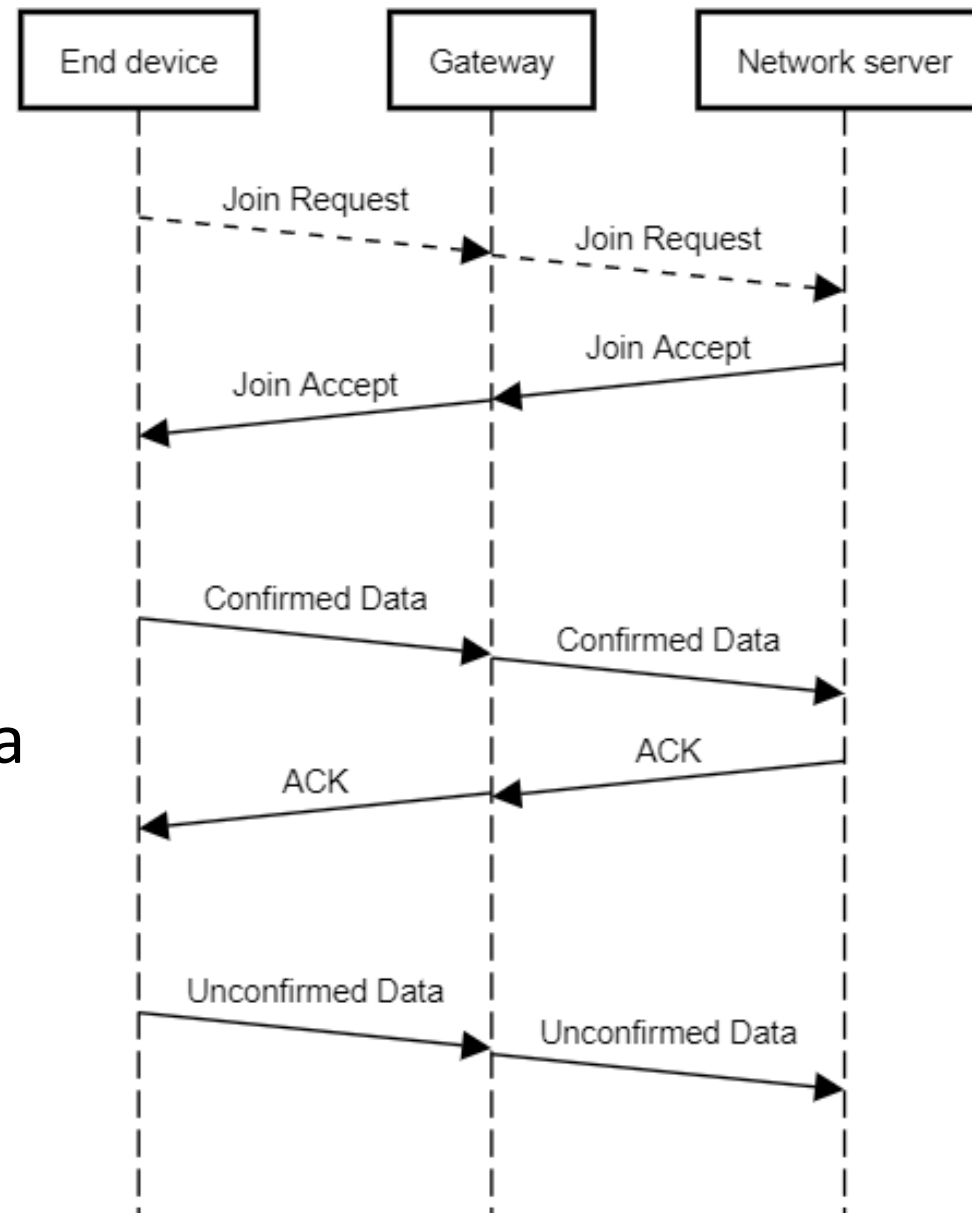 End device
Gateway
Network server
Join Request
Join Request
Join Accept
Join Accept
Confirmed Data
Confirmed Data
a
ACK
ACK
Unconfirmed Data
Unconfirmed Data